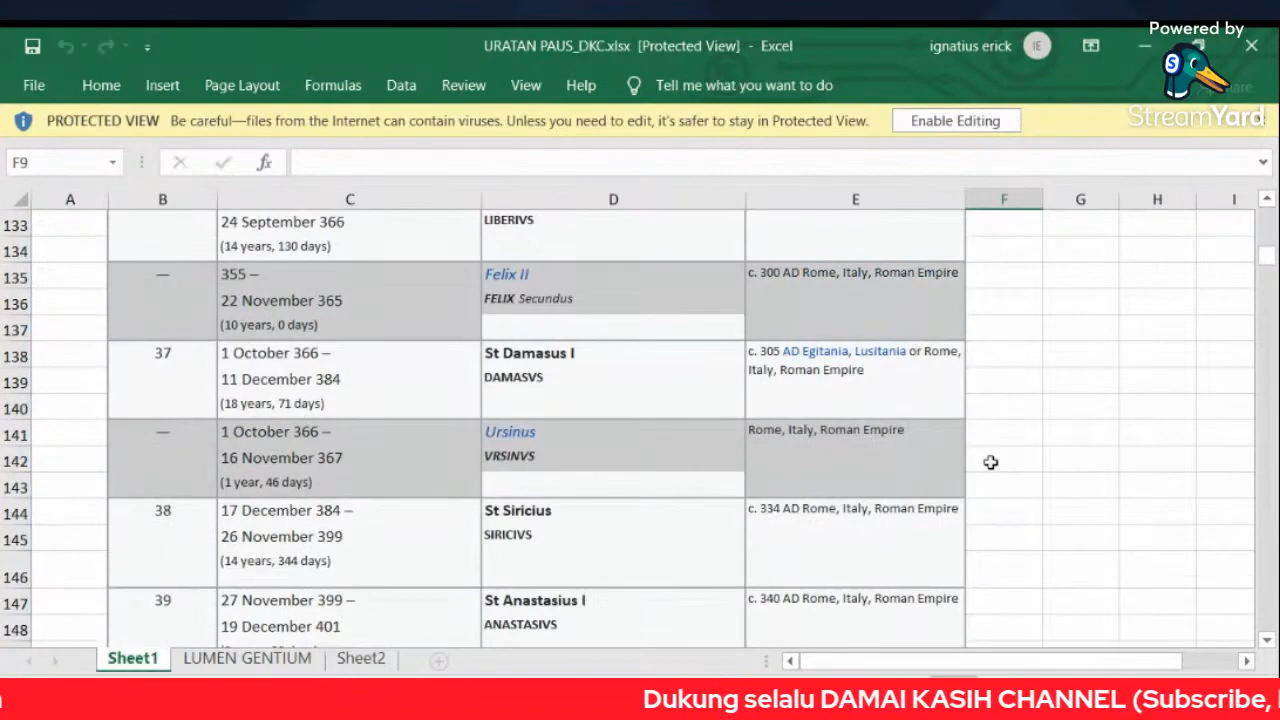 Powered by
StreamYard
URATAN PAUS_DKC.xlsx [Protected View] - Excel
ignatius erick
IE
File Home Insert Page Layout Formulas Data Review View Help Tell me what you want to do
PROTECTED VIEW Be careful—files from the Internet can contain viruses. Unless you need to edit, it's safer to stay in Protected View. Enable Editing
F9 fx
A B C D E F G H I
133 24 September 366 LIBERIVS
134 (14 years, 130 days)
135 — 355 – Felix II c. 300 AD Rome, Italy, Roman Empire
136 22 November 365 FELIX Secundus
137 (10 years, 0 days)
138 37 1 October 366 – St Damasus I c. 305 AD Egitania, Lusitania or Rome,
139 11 December 384 DAMASVS Italy, Roman Empire
140 (18 years, 71 days)
141 — 1 October 366 – Ursinus Rome, Italy, Roman Empire
142 16 November 367 VRSINVS
143 (1 year, 46 days)
144 38 17 December 384 – St Siricius c. 334 AD Rome, Italy, Roman Empire
145 26 November 399 SIRICIVS
146 (14 years, 344 days)
147 39 27 November 399 – St Anastasius I c. 340 AD Rome, Italy, Roman Empire
148 19 December 401 ANASTASIVS
Sheet1 LUMEN GENTIUM Sheet2
Dukung selalu DAMAI KASIH CHANNEL (Subscribe,